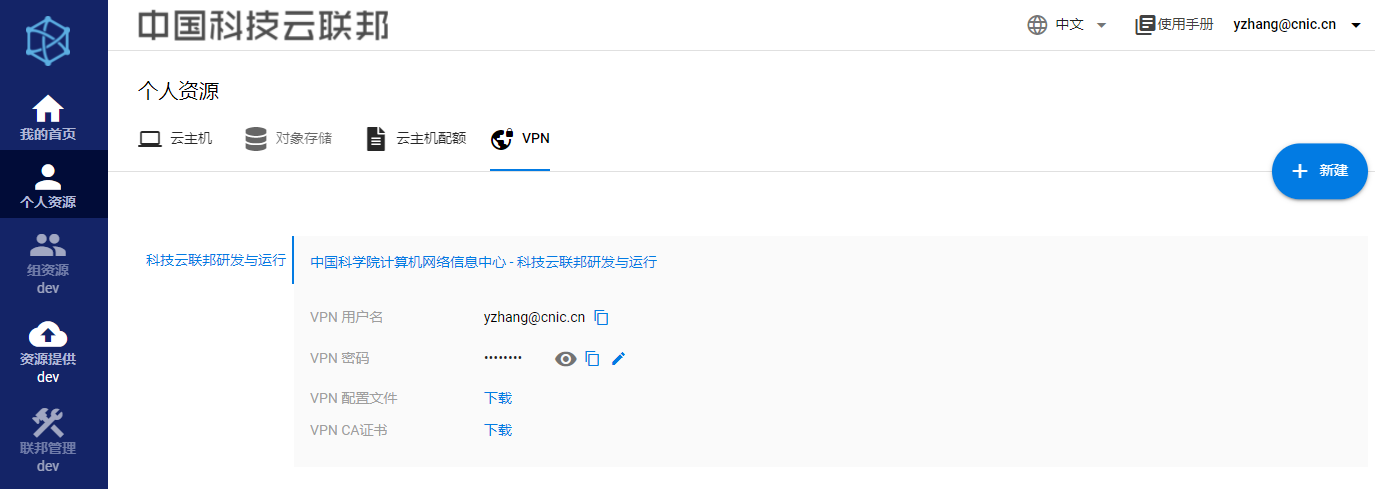 中国科技云联邦
中文
使用手册
yzhang@cnic.cn
我的首页
个人资源
组资源
dev
资源提供
dev
联邦管理
dev
个人资源
云主机
对象存储
云主机配额
VPN
新建
科技云联邦研发与运行
中国科学院计算机网络信息中心 - 科技云联邦研发与运行
VPN 用户名 yzhang@cnic.cn
VPN 密码 ••••••••
VPN 配置文件 下载
VPN CA证书 下载